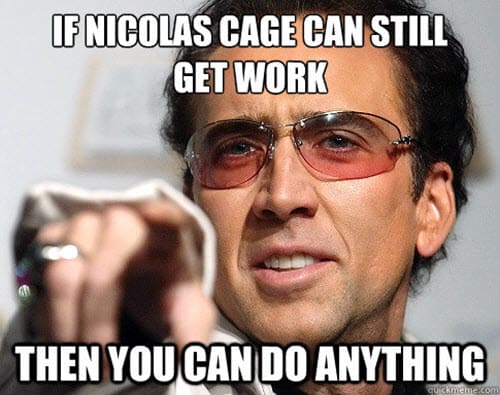 IF NICOLAS CAGE CAN STILL
GET WORK
THEN YOU CAN DO ANYTHING
quickmeme.com